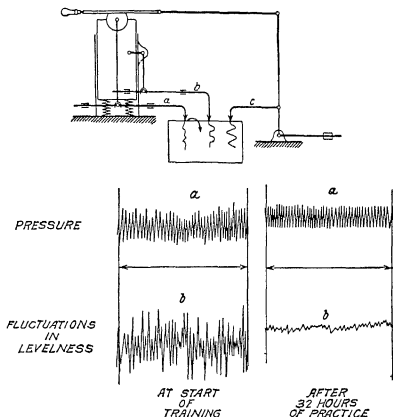 a
b
c
a
a
PRESSURE
b
b
FLUCTUATIONS
IN
LEVELNESS
AT START
OF
TRAINING
AFTER
32 HOURS
OF PRACTICE